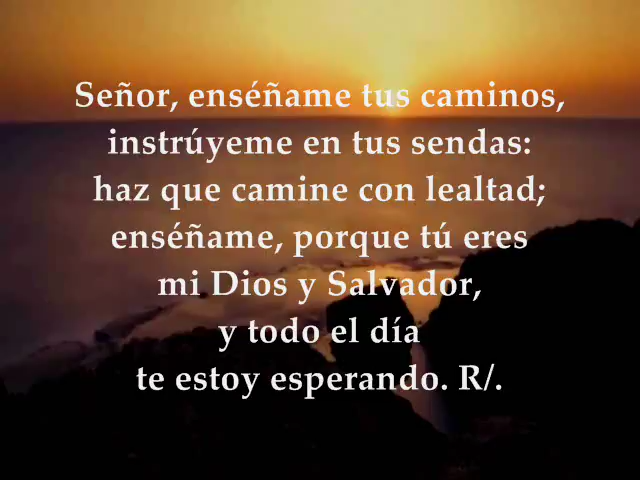 Señor, enséñame tus caminos,
instrúyeme en tus sendas:
haz que camine con lealtad;
enséñame, porque tú eres
mi Dios y Salvador,
y todo el día
te estoy esperando. R/.